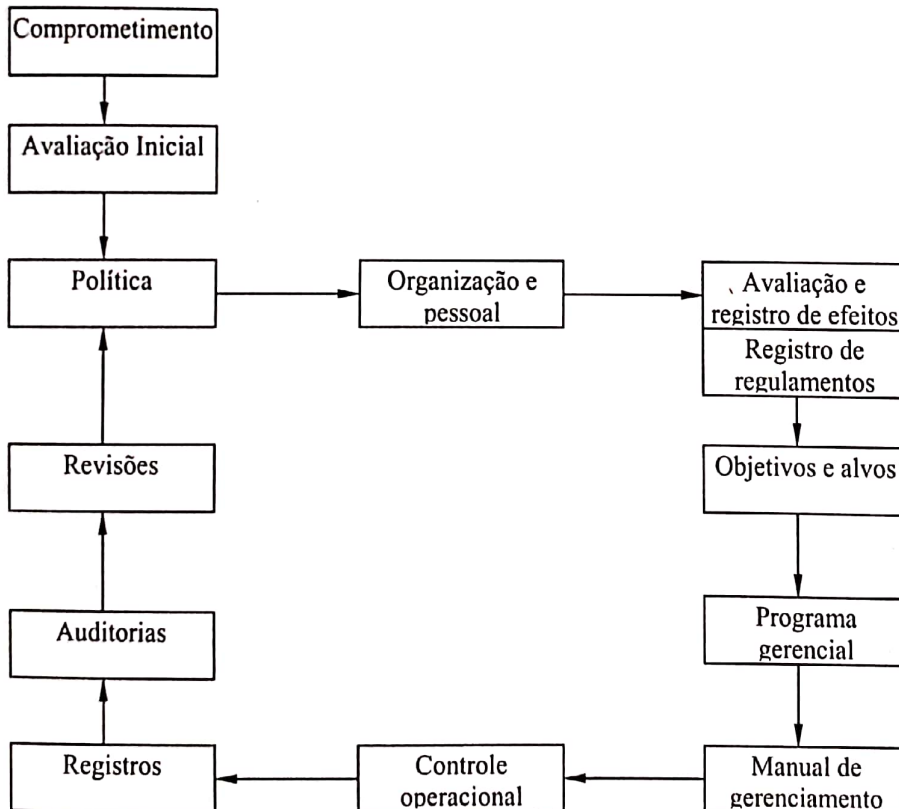 Comprometimento
Avaliação Inicial
Política
Organização e
pessoal
Avaliação e
registro de efeitos
Registro de
regulamentos
Objetivos e alvos
Programa
gerencial
Manual de
gerenciamento
Controle
operacional
Registros
Auditorias
Revisões